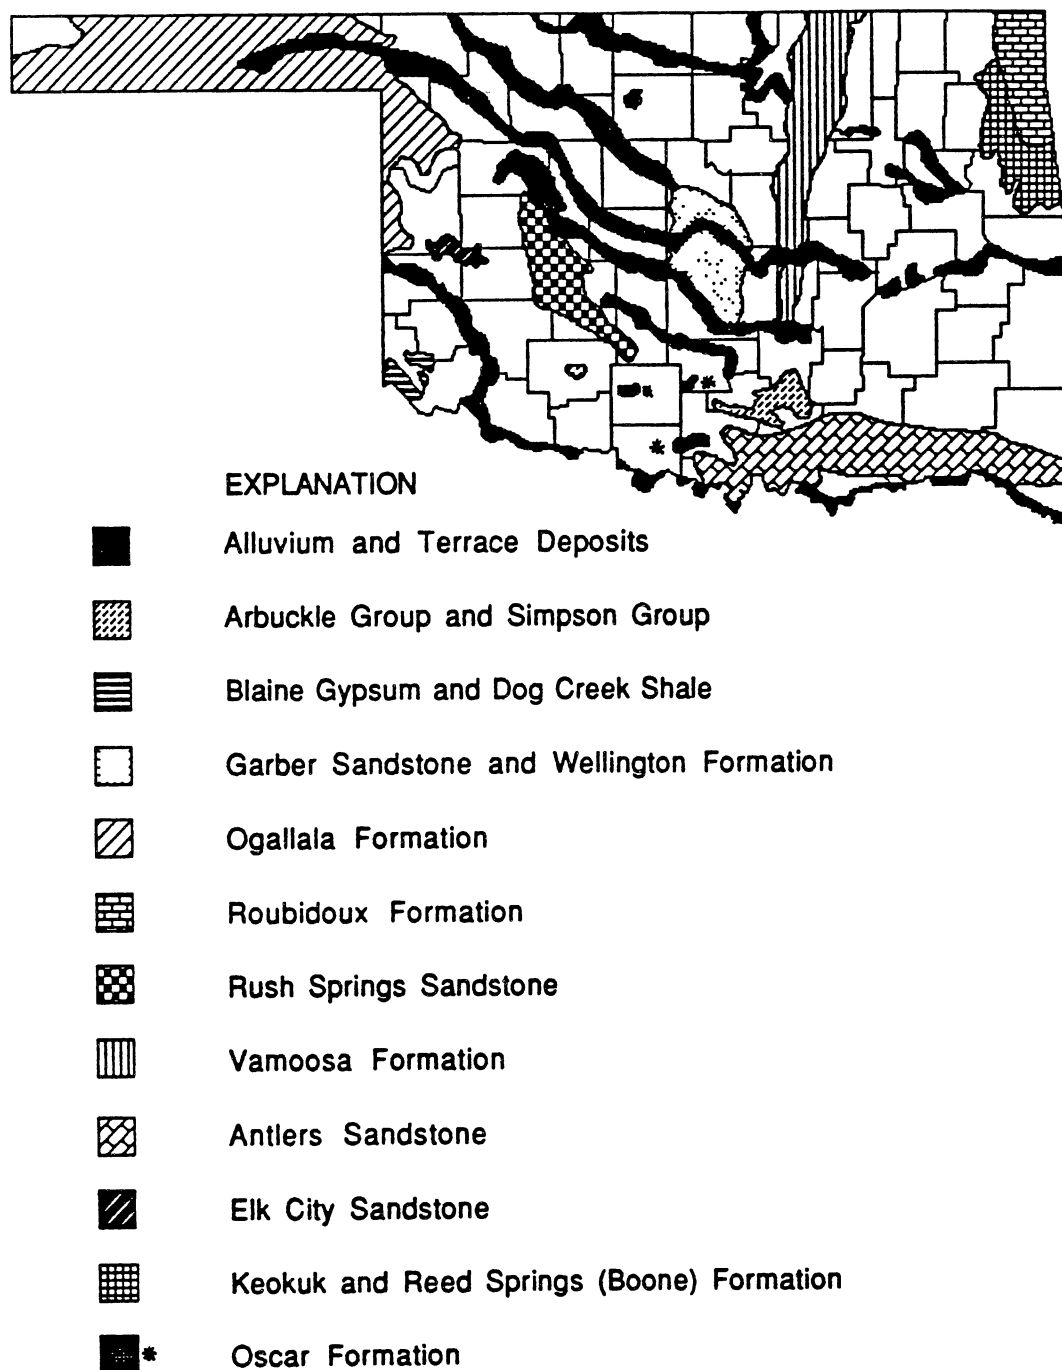 EXPLANATION
Alluvium and Terrace Deposits
Arbuckle Group and Simpson Group
Blaine Gypsum and Dog Creek Shale
Garber Sandstone and Wellington Formation
Ogallala Formation
Roubidoux Formation
Rush Springs Sandstone
Vamoosa Formation
Antlers Sandstone
Elk City Sandstone
Keokuk and Reed Springs (Boone) Formation
* Oscar Formation